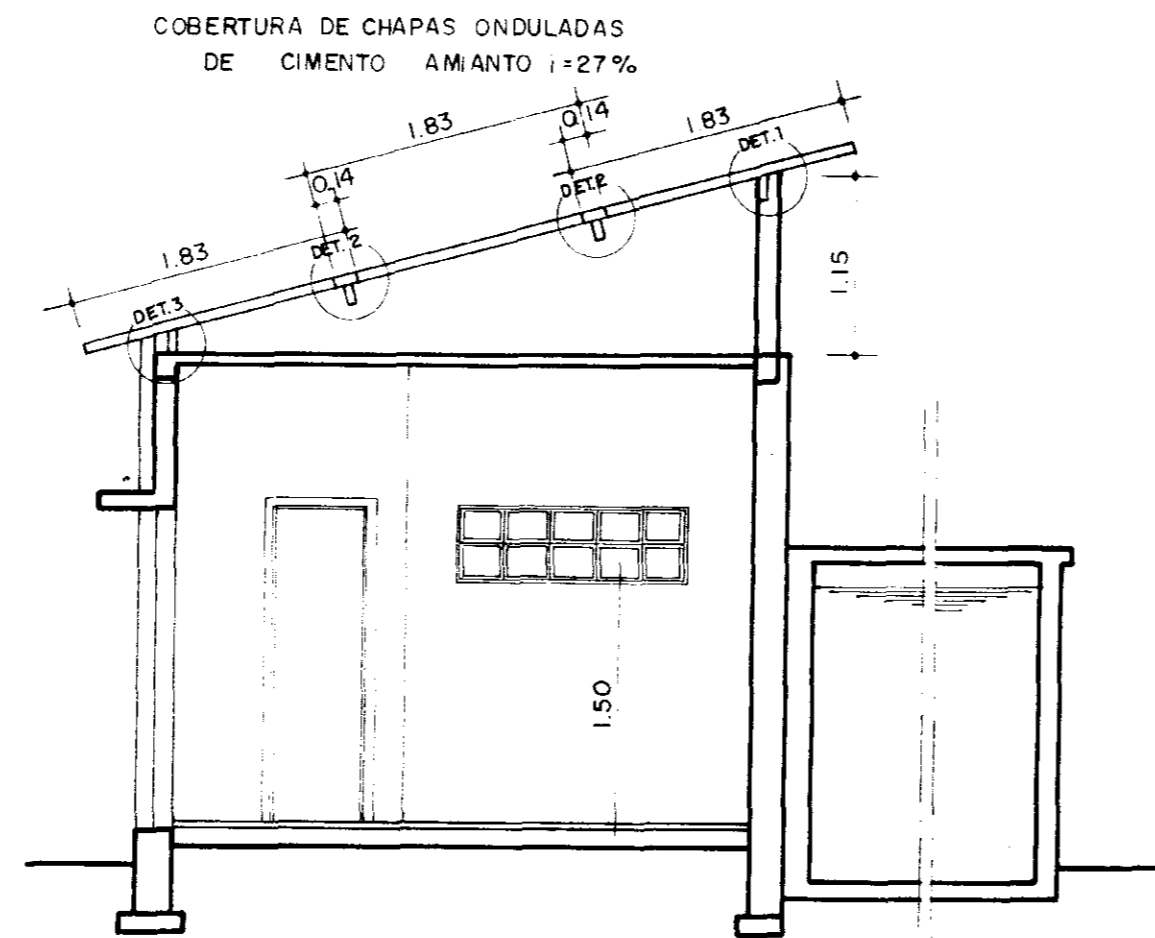 COBERTURA DE CHAPAS ONDULADAS
DE CIMENTO AMIANTO i=27%
1.83
0,14
1.83
DET.1
0,14
DET.2
1.83
DET.2
DET.3
1.15
1.50